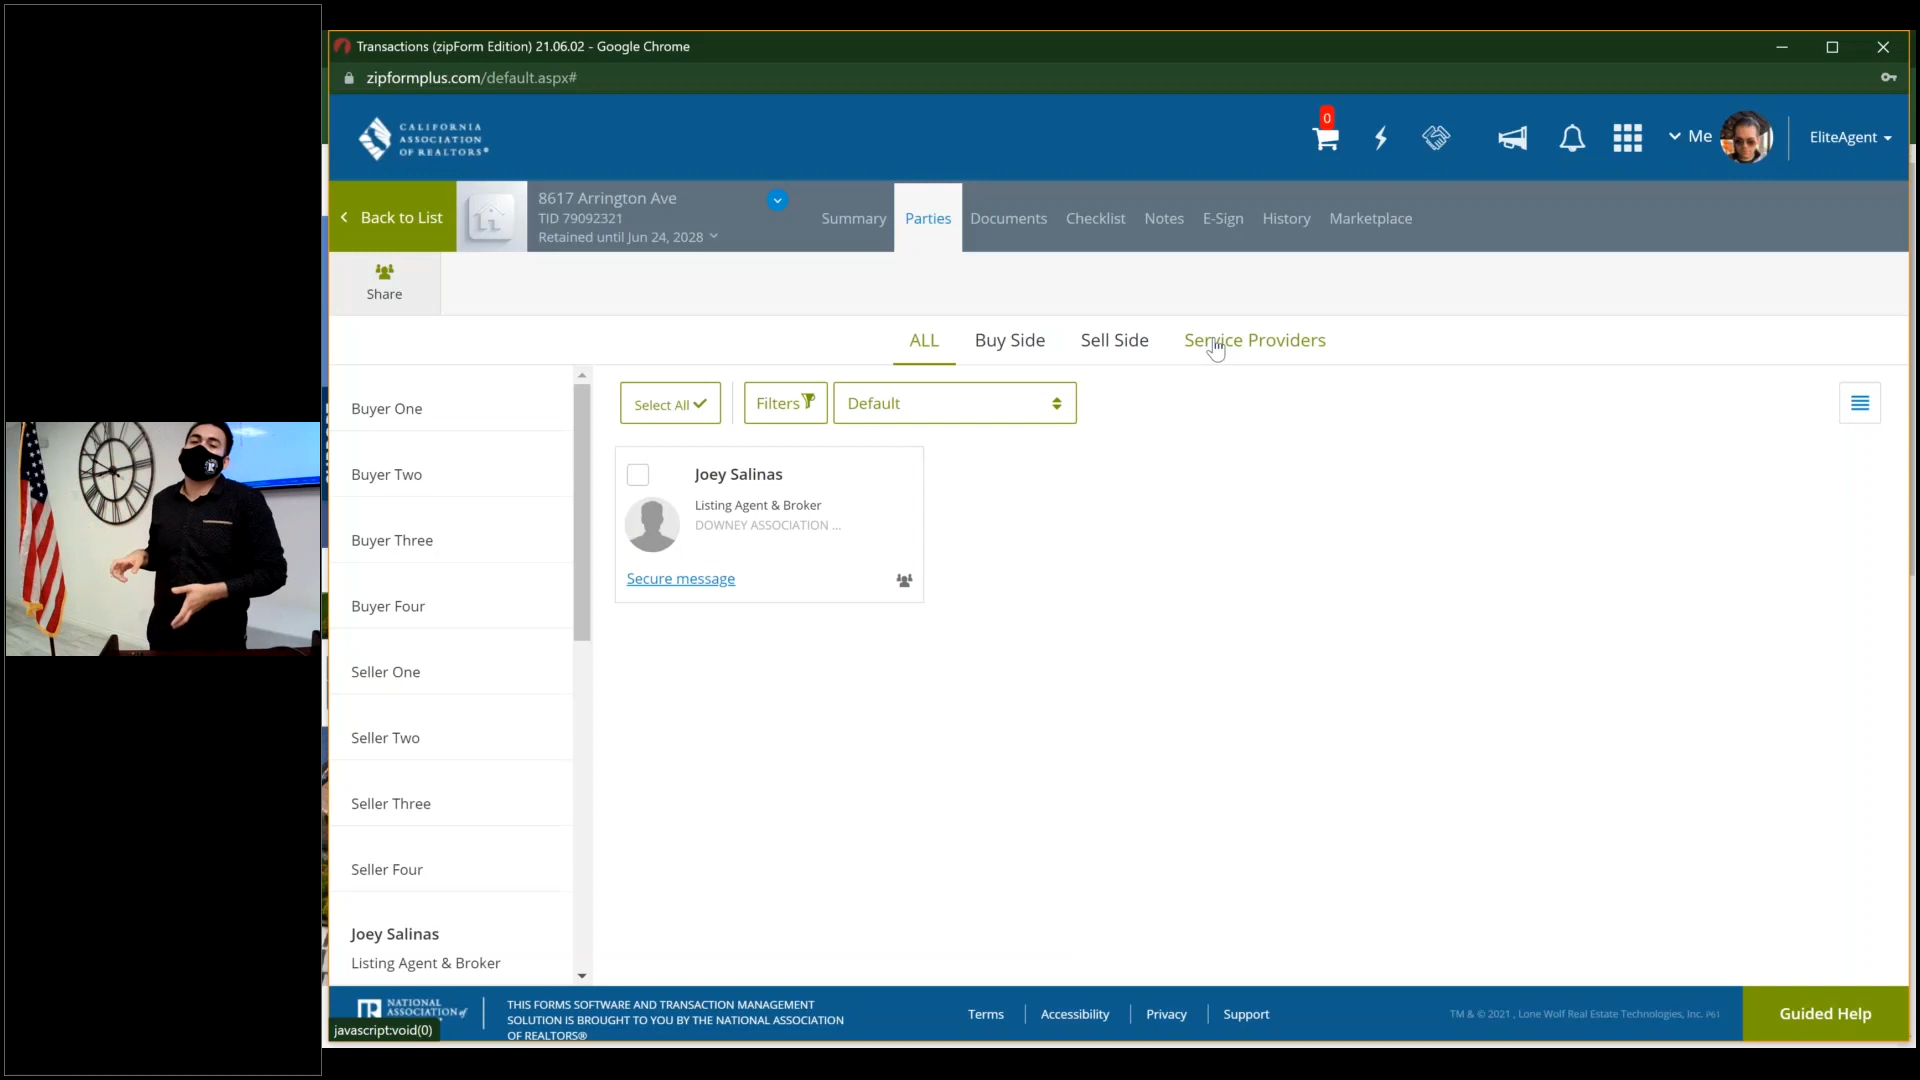 Transactions (zipForm Edition) 21.06.02 - Google Chrome
zipformplus.com/default.aspx#
CALIFORNIA
ASSOCIATION
OF REALTORS®
0
Me
EliteAgent
Back to List
8617 Arrington Ave
TID 79092321
Retained until Jun 24, 2028
Summary
Parties
Documents
Checklist
Notes
E-Sign
History
Marketplace
Share
ALL
Buy Side
Sell Side
Service Providers
Buyer One
Buyer Two
Buyer Three
Buyer Four
Seller One
Seller Two
Seller Three
Seller Four
Joey Salinas
Listing Agent & Broker
Select All
Filters
Default
Joey Salinas
Listing Agent & Broker
DOWNEY ASSOCIATION ...
Secure message
NATIONAL
ASSOCIATION of
javascript:void(0)
THIS FORMS SOFTWARE AND TRANSACTION MANAGEMENT
SOLUTION IS BROUGHT TO YOU BY THE NATIONAL ASSOCIATION
OF REALTORS®
Terms
Accessibility
Privacy
Support
TM & © 2021 , Lone Wolf Real Estate Technologies, Inc.
Guided Help